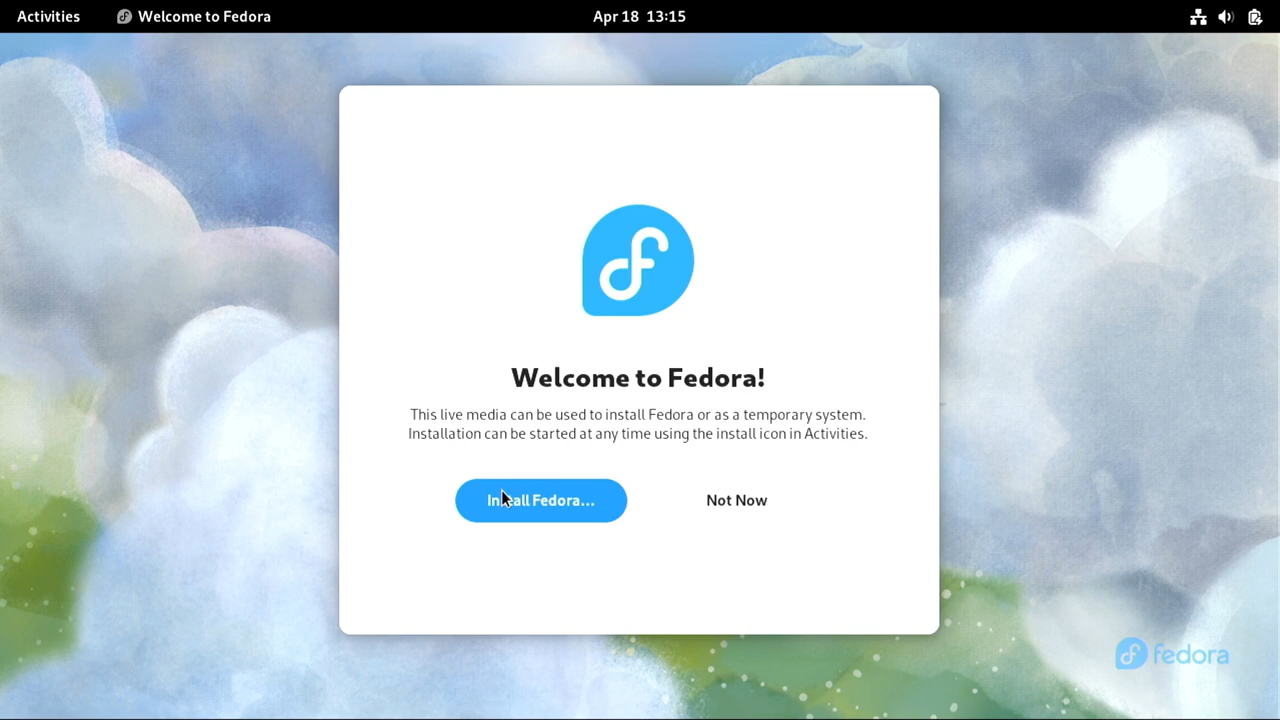 Activities Welcome to Fedora Apr 18 13:15
Welcome to Fedora!
This live media can be used to install Fedora or as a temporary system.
Installation can be started at any time using the install icon in Activities.
Install Fedora... Not Now
fedora